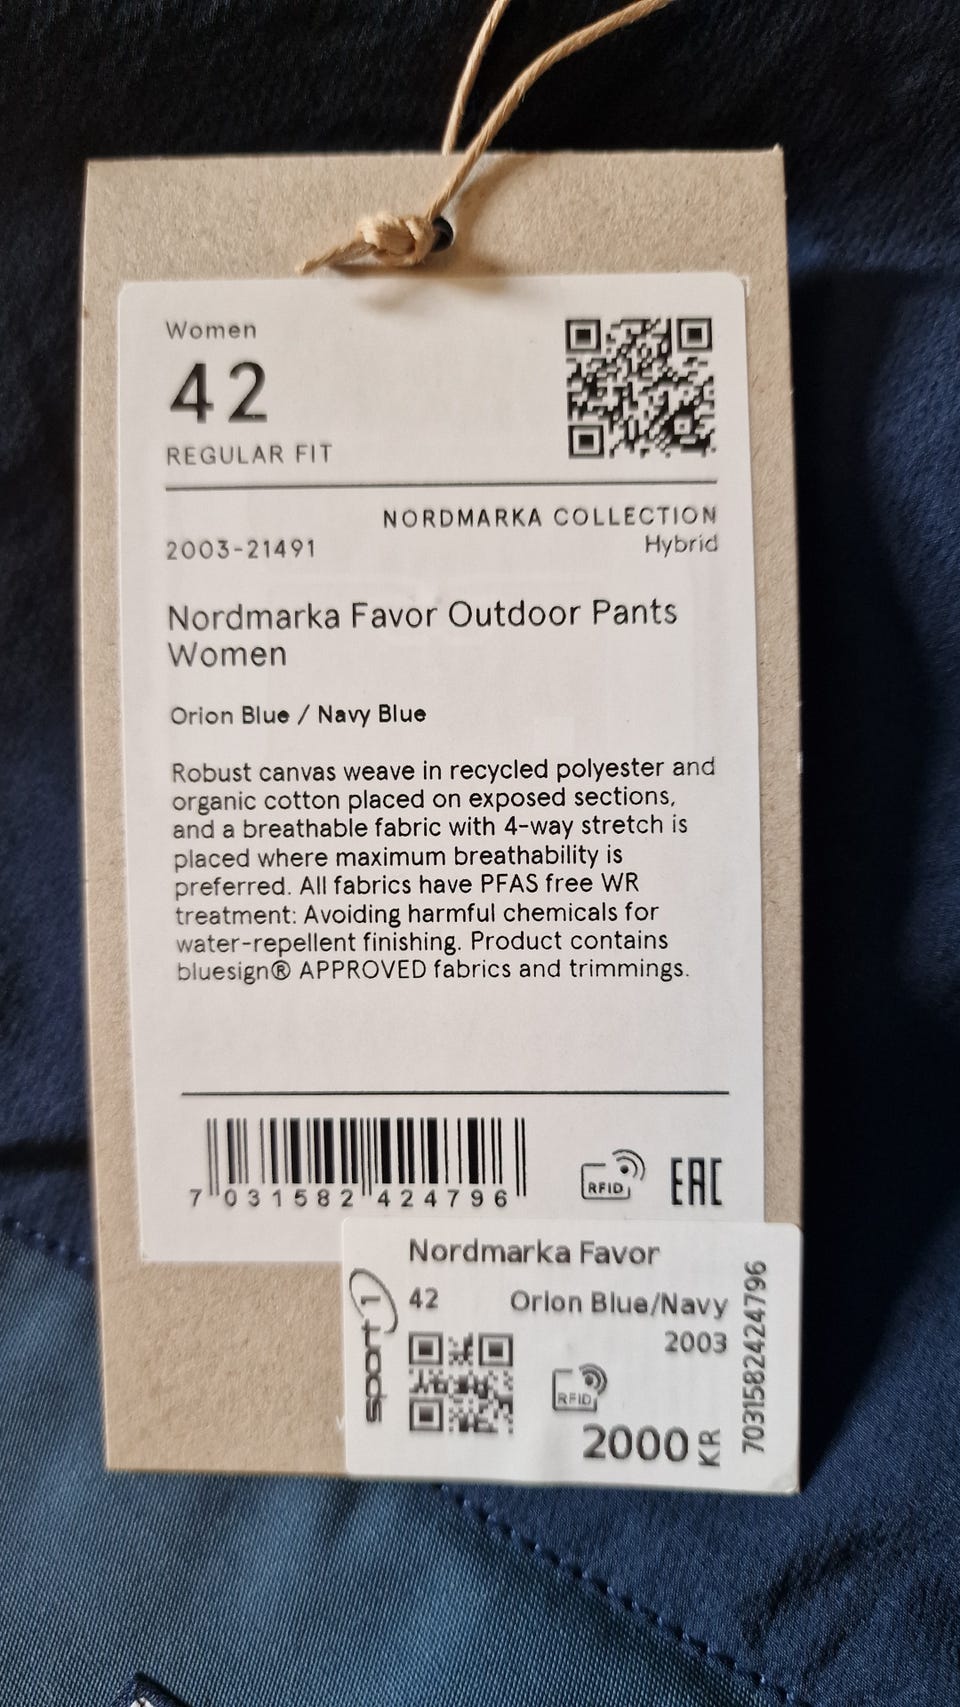 Women
42
REGULAR FIT
NORDMARKA COLLECTION
2003-21491
Hybrid
Nordmarka Favor Outdoor Pants
Women
Orion Blue / Navy Blue
Robust canvas weave in recycled polyester and
organic cotton placed on exposed sections,
and a breathable fabric with 4-way stretch is
placed where maximum breathability is
preferred. All fabrics have PFAS free WR
treatment: Avoiding harmful chemicals for
water-repellent finishing. Product contains
bluesign® APPROVED fabrics and trimmings.
7 031582 424796
RFID
EAC
Nordmarka Favor
42 Orion Blue/Navy
2003
sport1
RFID
2000 KR
7031582424796